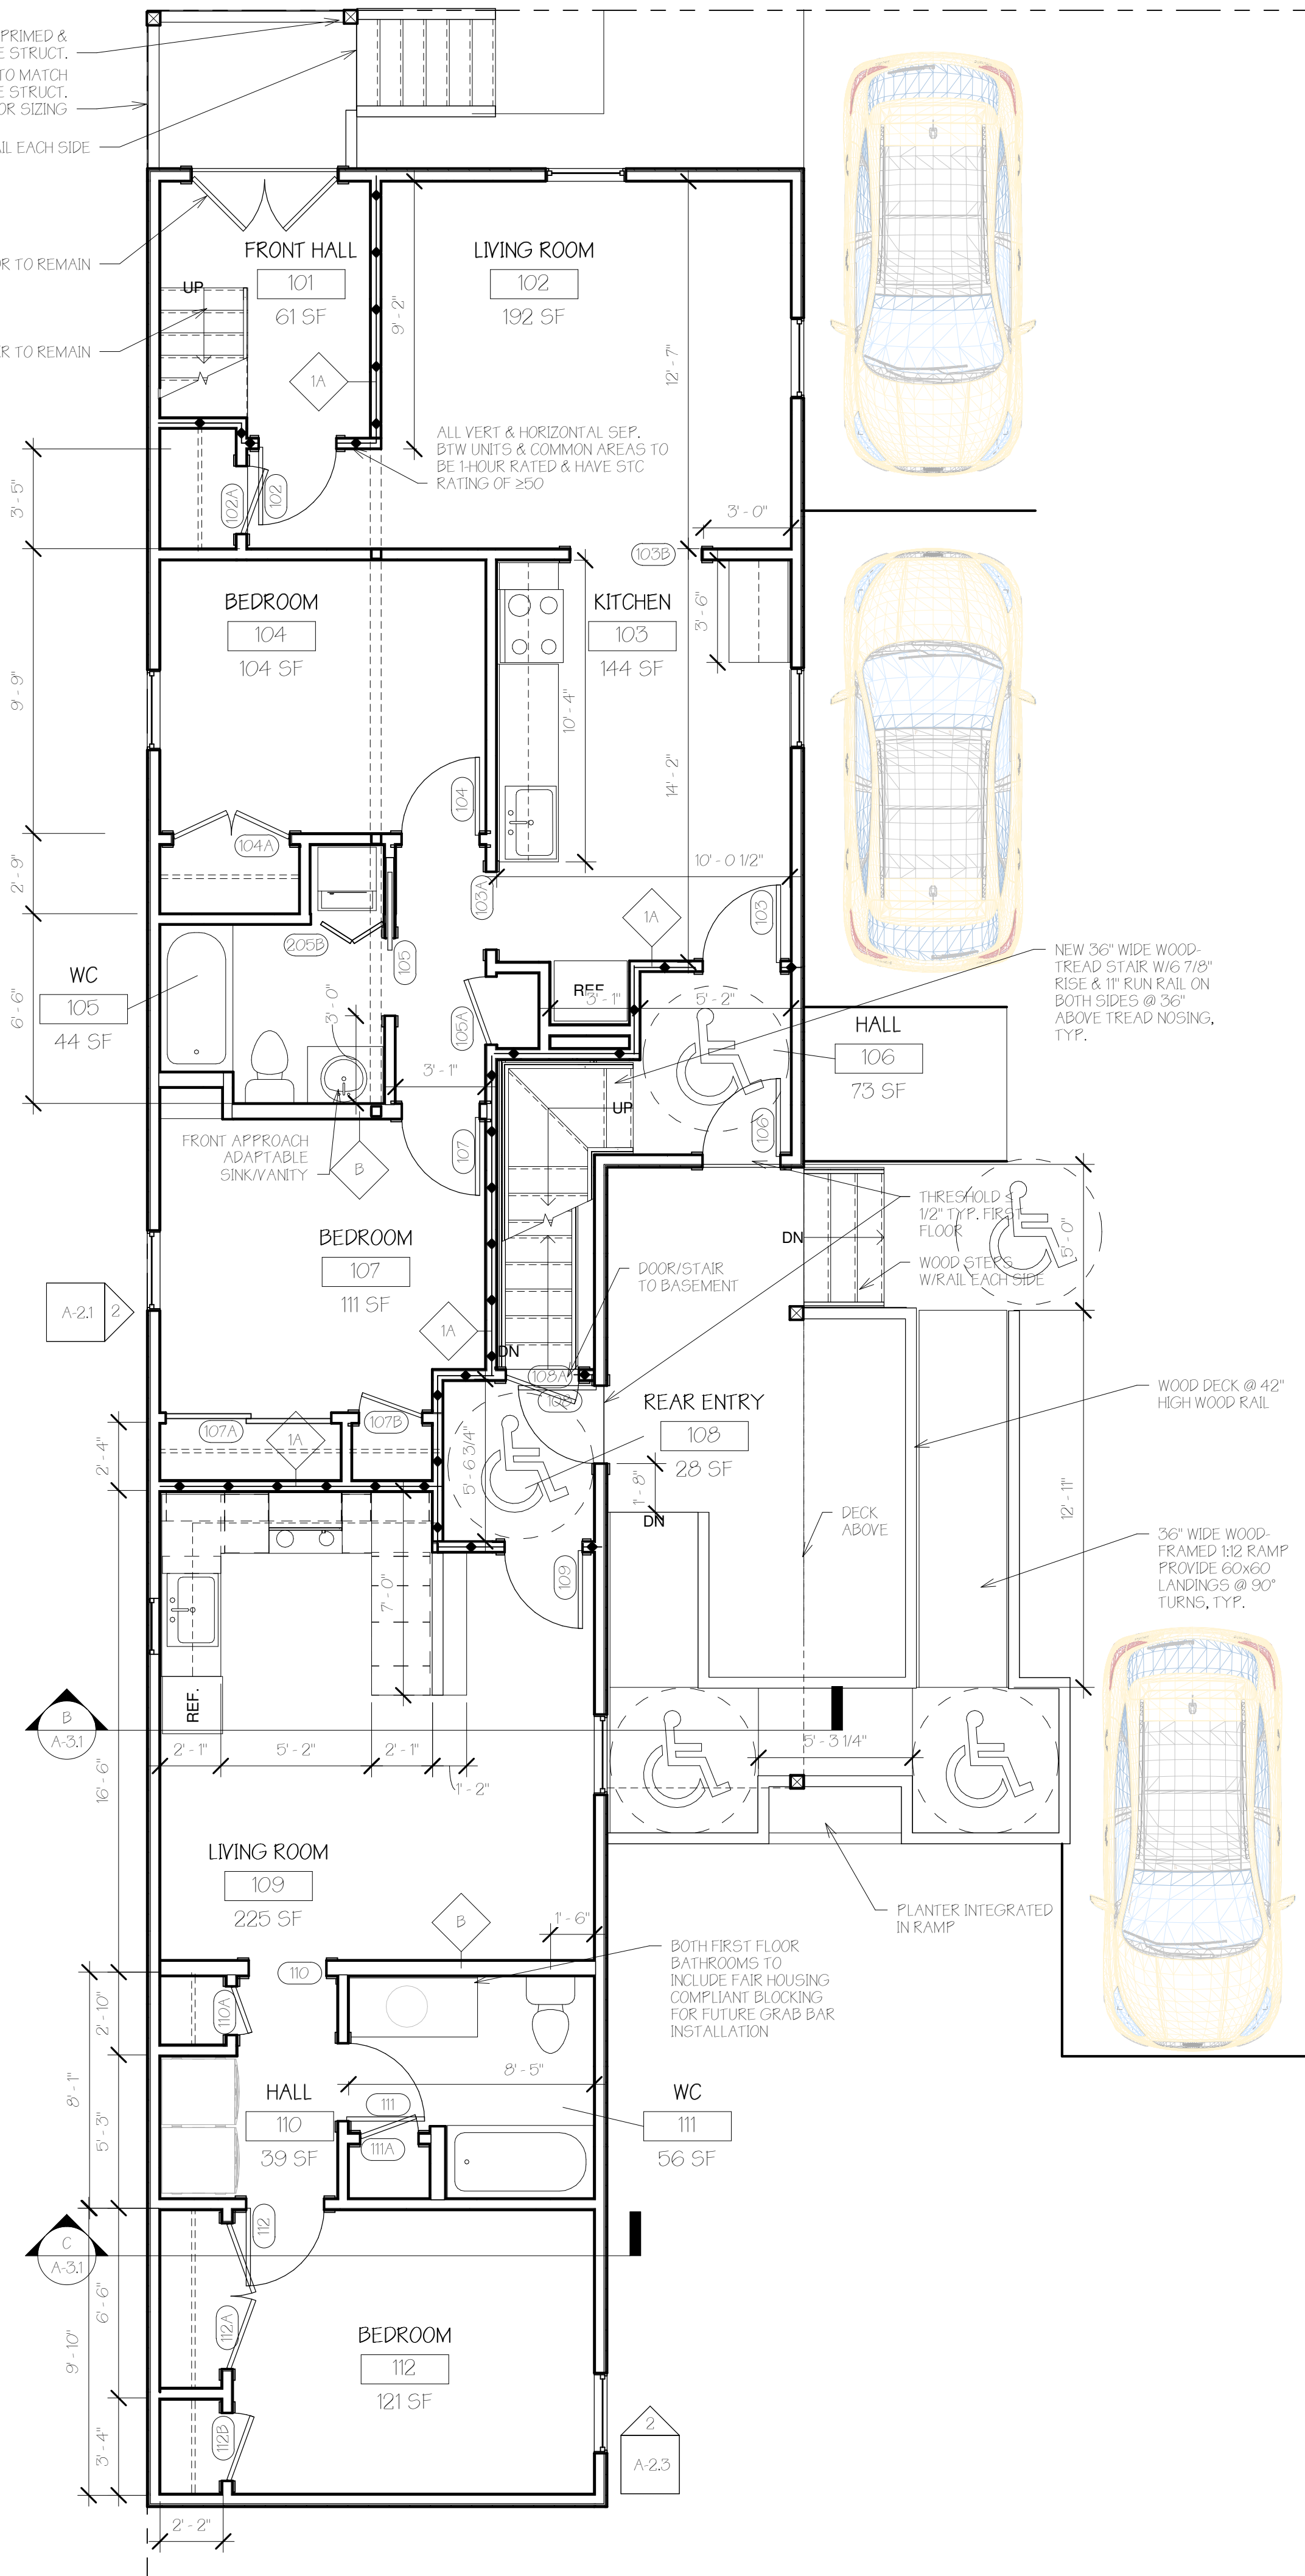 PRIMED &
E STRUCT.
TO MATCH
E STRUCT.
OR SIZING
IL EACH SIDE
FRONT HALL
101
61 SF
LIVING ROOM
102
192 SF
OR TO REMAIN
UP
9' - 2"
12' - 7"
R TO REMAIN
1A
ALL VERT & HORIZONTAL SEP.
BTW UNITS & COMMON AREAS TO
BE 1-HOUR RATED & HAVE STC
RATING OF ≥50
3' - 5"
102A
102
3' - 0"
103B
BEDROOM
104
104 SF
KITCHEN
103
144 SF
3' - 6"
9' - 9"
10' - 4"
14' - 2"
104
104A
10' - 0 1/2"
2' - 9"
103A
1A
103
205B
105
WC
105
44 SF
6' - 6"
3' - 0"
105A
REF.
3' - 1"
5' - 2"
NEW 36" WIDE WOOD-
TREAD STAIR W/6 7/8"
RISE & 11" RUN RAIL ON
BOTH SIDES @ 36"
ABOVE TREAD NOSING,
TYP.
HALL
106
73 SF
3' - 1"
UP
106
FRONT APPROACH
ADAPTABLE
SINK/VANITY
B
107
THRESHOLD ≤
1/2" TYP. FIRST
FLOOR
DN
5' - 0"
BEDROOM
107
111 SF
DOOR/STAIR
TO BASEMENT
WOOD STEPS
W/RAIL EACH SIDE
A-2.1
2
1A
DN
108A
108
REAR ENTRY
108
28 SF
WOOD DECK @ 42"
HIGH WOOD RAIL
107A
107B
1A
2' - 4"
5' - 6 3/4"
1' - 8"
DN
DECK
ABOVE
12' - 11"
36" WIDE WOOD-
FRAMED 1:12 RAMP
PROVIDE 60x60
LANDINGS @ 90°
TURNS, TYP.
109
7' - 0"
REF.
B
A-3.1
2' - 1"
5' - 2"
2' - 1"
1' - 2"
5' - 3 1/4"
16' - 6"
LIVING ROOM
109
225 SF
B
1' - 6"
PLANTER INTEGRATED
IN RAMP
BOTH FIRST FLOOR
BATHROOMS TO
INCLUDE FAIR HOUSING
COMPLIANT BLOCKING
FOR FUTURE GRAB BAR
INSTALLATION
110
110A
2' - 10"
8' - 1"
5' - 3"
8' - 5"
HALL
110
39 SF
111
111A
WC
111
56 SF
112
C
A-3.1
6' - 6"
9' - 10"
112A
BEDROOM
112
121 SF
112B
3' - 4"
2
A-2.3
2' - 2"